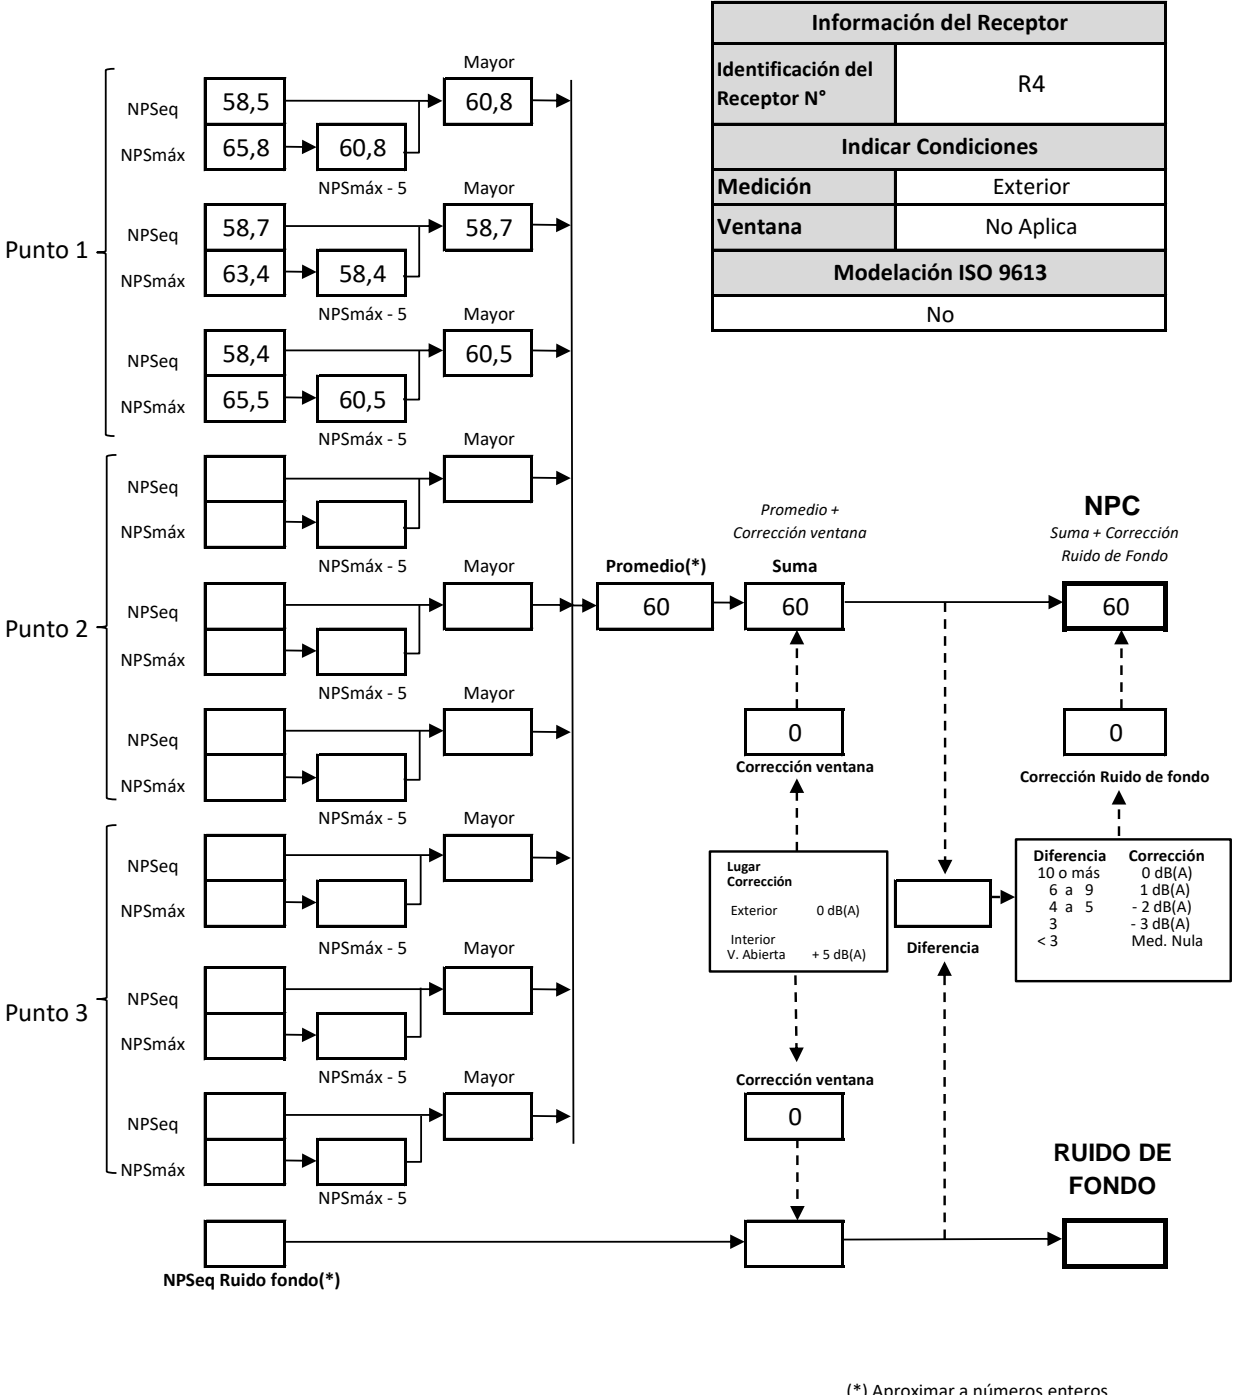 Información del Receptor
Identificación del Receptor N°
R4
Indicar Condiciones
Medición
Exterior
Ventana
No Aplica
Modelación ISO 9613
No
Punto 1
Mayor
NPSeq
58,5
60,8
NPSmáx
65,8
60,8
NPSmáx - 5
Mayor
NPSeq
58,7
58,7
NPSmáx
63,4
58,4
NPSmáx - 5
Mayor
NPSeq
58,4
60,5
NPSmáx
65,5
60,5
NPSmáx - 5
Punto 2
Mayor
NPSeq
NPSmáx
NPSmáx - 5
Mayor
NPSeq
NPSmáx
NPSmáx - 5
Mayor
NPSeq
NPSmáx
NPSmáx - 5
Punto 3
Mayor
NPSeq
NPSmáx
NPSmáx - 5
Mayor
NPSeq
NPSmáx
NPSmáx - 5
Mayor
NPSeq
NPSmáx
NPSmáx - 5
NPSeq Ruido fondo(*)
Promedio(*)
60
Promedio +
Corrección ventana
Suma
60
0
Corrección ventana
Lugar
Corrección
Exterior 0 dB(A)
Interior
V. Abierta + 5 dB(A)
Corrección ventana
0
Diferencia
NPC
Suma + Corrección
Ruido de Fondo
60
0
Corrección Ruido de fondo
Diferencia Corrección
10 o más 0 dB(A)
6 a 9 1 dB(A)
4 a 5 - 2 dB(A)
3 - 3 dB(A)
< 3 Med. Nula
RUIDO DE
FONDO
(*) Aproximar a números enteros